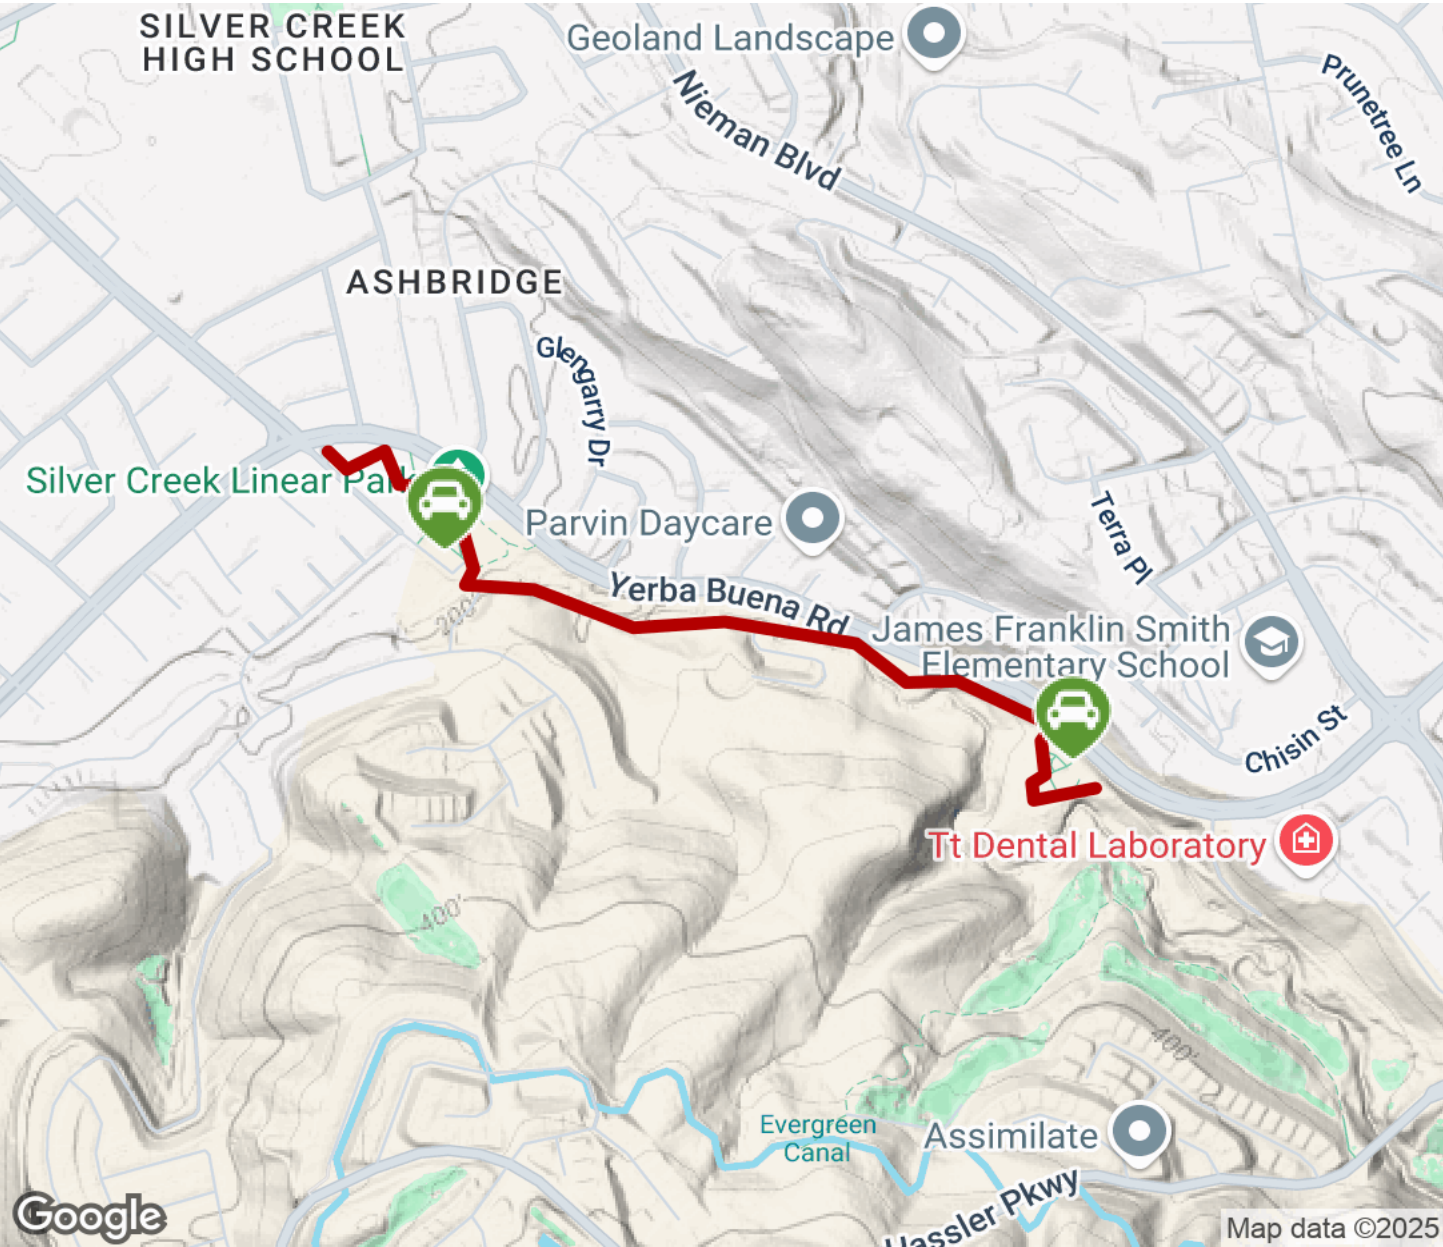 SILVER CREEK
HIGH SCHOOL
Geoland Landscape
Nieman Blvd
Prunetree Ln
ASHBRIDGE
Glengarry Dr
Silver Creek Linear Park
Parvin Daycare
Terra Pl
Yerba Buena Rd
200'
James Franklin Smith
Elementary School
Chisin St
Tt Dental Laboratory
400'
400'
Evergreen
Canal
Assimilate
Hassler Pkwy
Google
Map data ©2025